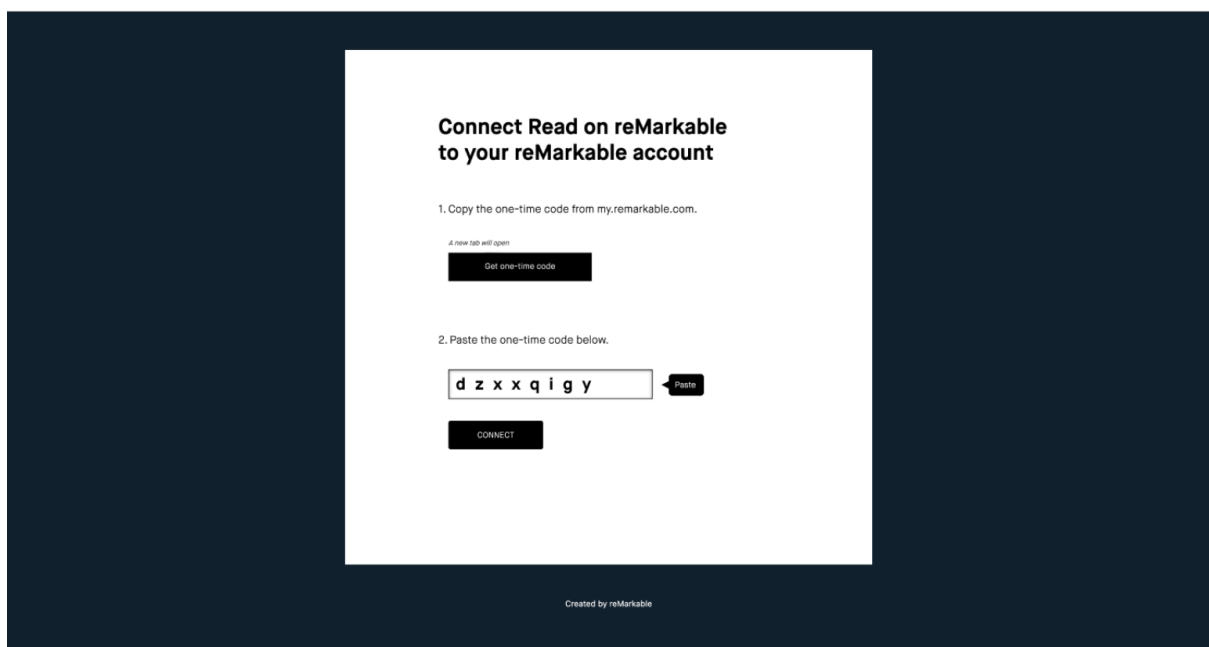 Connect Read on reMarkable
to your reMarkable account
1. Copy the one-time code from my.remarkable.com.
A new tab will open
Get one-time code
2. Paste the one-time code below.
d z x x q i g y
Paste
CONNECT
Created by reMarkable